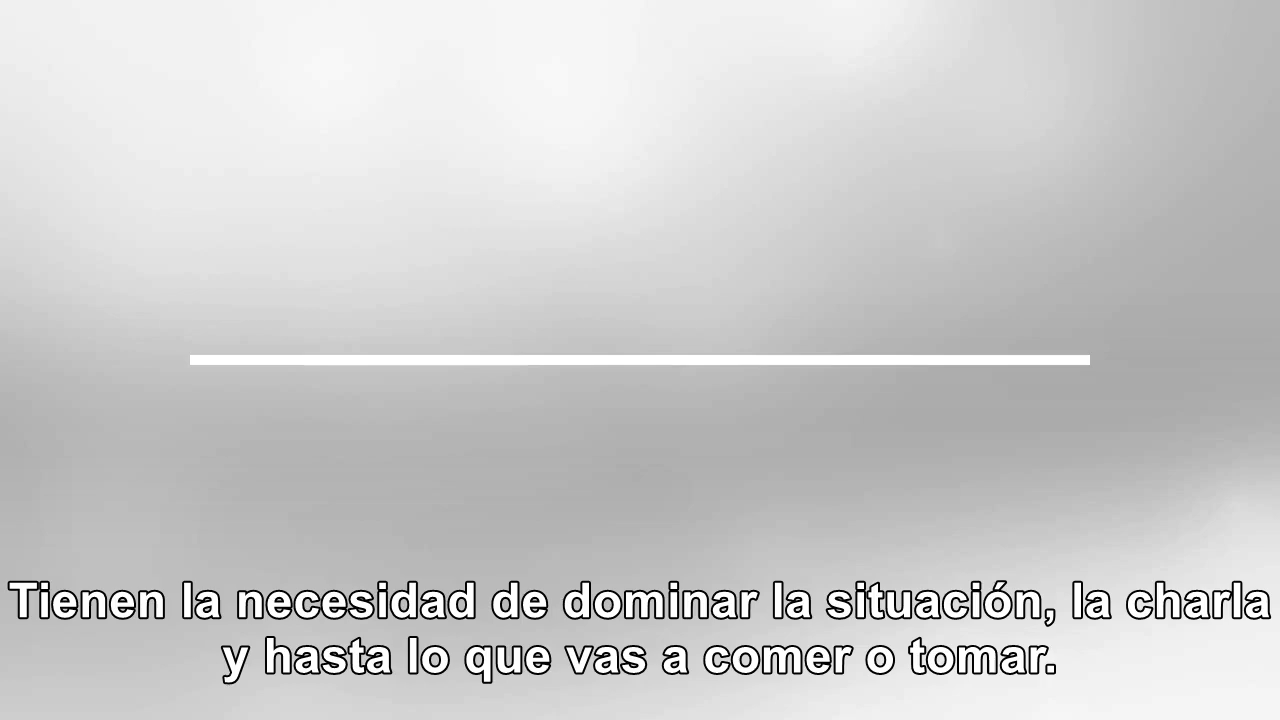 Tienen la necesidad de dominar la situación, la charla
y hasta lo que vas a comer o tomar.